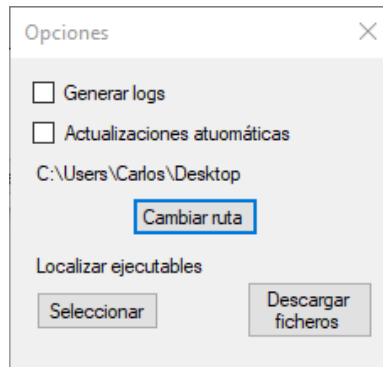 Opciones
Generar logs
Actualizaciones atuomáticas
C:\Users\Carlos\Desktop
Cambiar ruta
Localizar ejecutables
Seleccionar
Descargar
ficheros